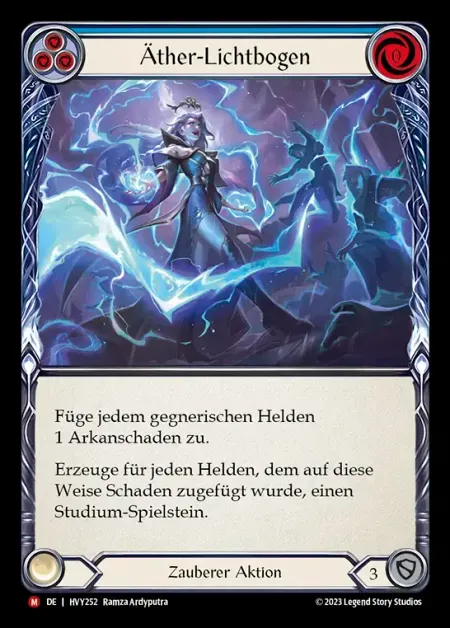 Äther-Lichtbogen
0
Füge jedem gegnerischen Helden
1 Arkanschaden zu.
Erzeuge für jeden Helden, dem auf diese
Weise Schaden zugefügt wurde, einen
Studium-Spielstein.
Zauberer Aktion
3
M DE | HVY252 Ramza Ardyputra
© 2023 Legend Story Studios